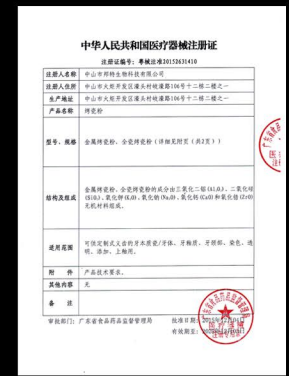 中华人民共和国医疗器械注册证
注册证编号：粤械注准20152631410
注册人名称 中山市邦特生物科技有限公司
注册人住所 中山市火炬开发区濠头村岐濠路106号十二梯二楼之一
生产地址 中山市火炬开发区濠头村岐濠路106号十二梯二楼之一
产品名称 烤瓷粉
型号、规格 金属烤瓷粉、全瓷烤瓷粉（详细见附页（共2页））
结构及组成 金属烤瓷粉、全瓷烤瓷粉的成分由三氧化二铝(Al₂O₃)、二氧化硅
(SiO₂)、氧化钾(K₂O)、氧化钠(Na₂O)、氧化钙(CaO)和氧化锆(ZrO)
无机材料组成。
适用范围 可供定制式义齿的牙本质瓷/牙体、牙釉质、牙颈部、染色、透
明、添加、上釉用。
附 件 产品技术要求。
其他内容 无
备 注
审批部门：广东省食品药品监督管理局 批准日期：
有效期至：